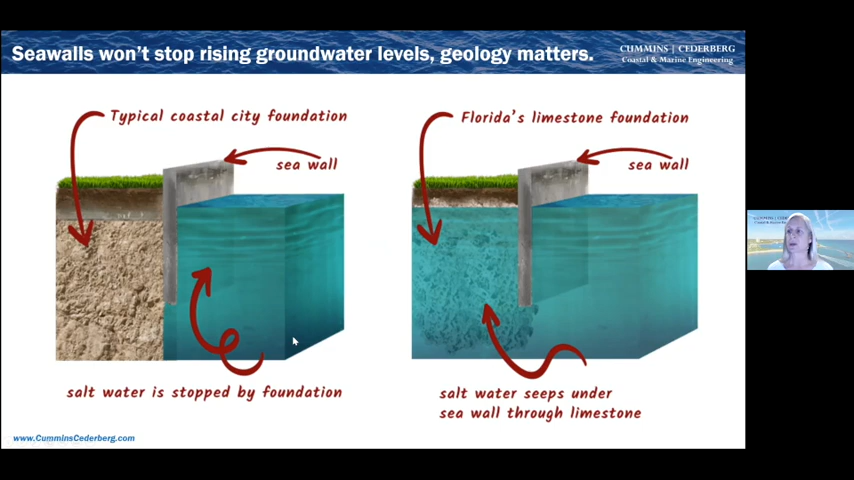 Seawalls won't stop rising groundwater levels, geology matters.
CUMMINS | CEDERBERG
Coastal & Marine Engineering
Typical coastal city foundation
sea wall
salt water is stopped by foundation
Florida's limestone foundation
sea wall
salt water seeps under
sea wall through limestone
www.CumminsCederberg.com